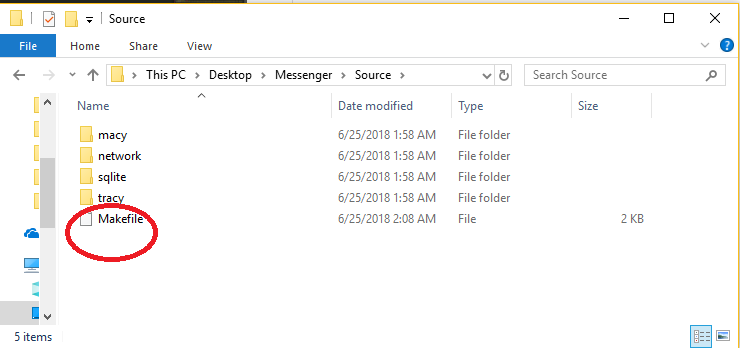 Source
File Home Share View
This PC Desktop Messenger Source Search Source
Name Date modified Type Size
macy 6/25/2018 1:58 AM File folder
network 6/25/2018 1:58 AM File folder
sqlite 6/25/2018 1:58 AM File folder
tracy 6/25/2018 1:58 AM File folder
Makefile 6/25/2018 2:08 AM File 2 KB
5 items